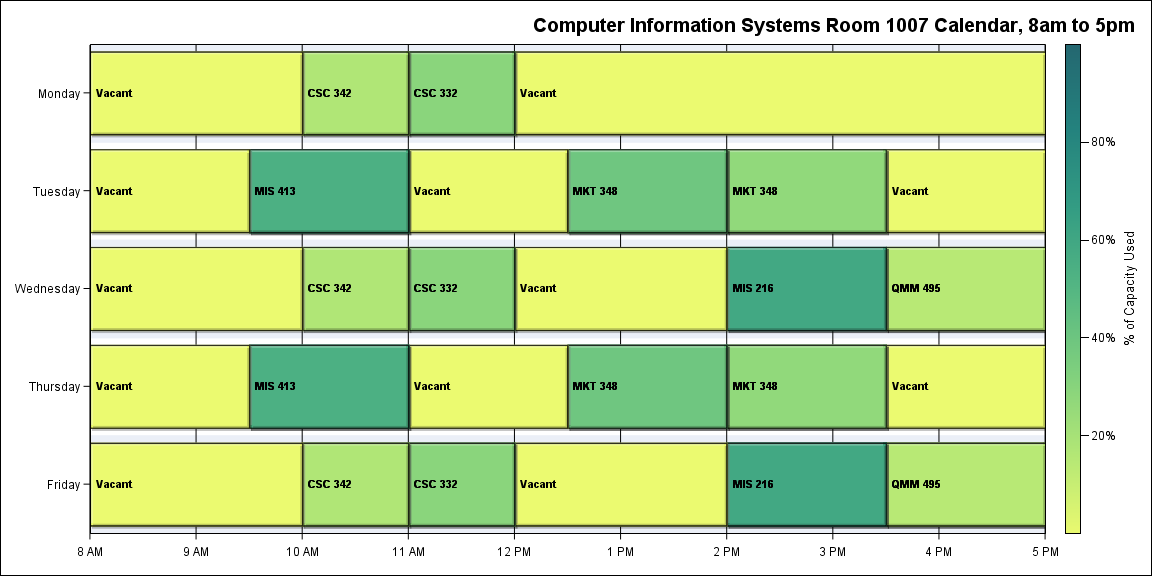 Computer Information Systems Room 1007 Calendar, 8am to 5pm
Monday
Vacant
CSC 342
CSC 332
Vacant
Tuesday
Vacant
MIS 413
Vacant
MKT 348
MKT 348
Vacant
Wednesday
Vacant
CSC 342
CSC 332
Vacant
MIS 216
QMM 495
Thursday
Vacant
MIS 413
Vacant
MKT 348
MKT 348
Vacant
Friday
Vacant
CSC 342
CSC 332
Vacant
MIS 216
QMM 495
8 AM
9 AM
10 AM
11 AM
12 PM
1 PM
2 PM
3 PM
4 PM
5 PM
80%
60%
40%
20%
% of Capacity Used